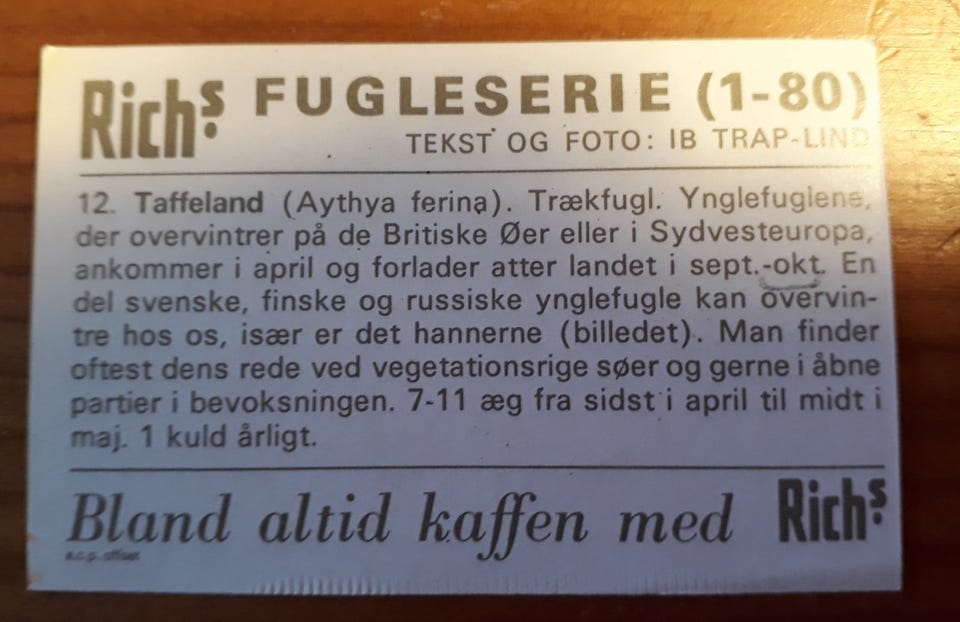 Rich's FUGLESERIE (1-80)
TEKST OG FOTO: IB TRAP-LIND
12. Taffeland (Aythya ferina). Trækfugl. Ynglefuglene,
der overvintrer på de Britiske Øer eller i Sydvesteuropa,
ankommer i april og forlader atter landet i sept.-okt. En
del svenske, finske og russiske ynglefugle kan overvin-
tre hos os, især er det hannerne (billedet). Man finder
oftest dens rede ved vegetationsrige søer og gerne i åbne
partier i bevoksningen. 7-11 æg fra sidst i april til midt i
maj. 1 kuld årligt.
Bland altid kaffen med Rich's
a.c.p. offset